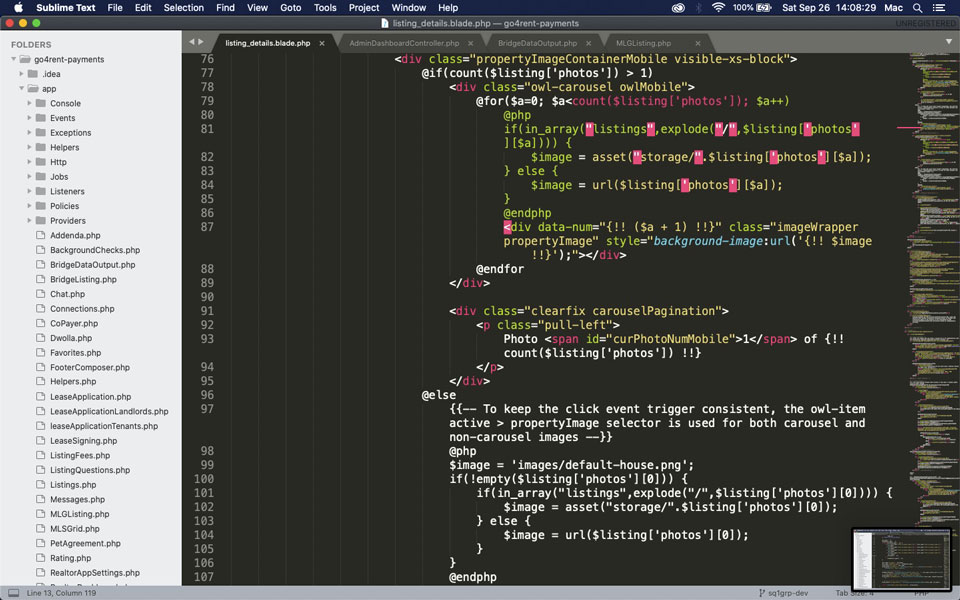 Sublime Text File Edit Selection Find View Goto Tools Project Window Help 100% Sat Sep 26 14:08:29 Mac
listing_details.blade.php — go4rent-payments
UNREGISTERED
FOLDERS
go4rent-payments
.idea
app
Console
Events
Exceptions
Helpers
Http
Jobs
Listeners
Policies
Providers
Addenda.php
BackgroundChecks.php
BridgeDataOutput.php
BridgeListing.php
Chat.php
Connections.php
CoPayer.php
Dwolla.php
Favorites.php
FooterComposer.php
Helpers.php
LeaseApplication.php
LeaseApplicationLandlords.php
leaseApplicationTenants.php
LeaseSigning.php
ListingFees.php
ListingQuestions.php
Listings.php
Messages.php
MLGListing.php
MLSGrid.php
PetAgreement.php
Rating.php
RealtorAppSettings.php
listing_details.blade.php × AdminDashboardController.php × BridgeDataOutput.php × MLGListing.php ×
76 <div class="propertyImageContainerMobile visible-xs-block">
77 @if(count($listing['photos']) > 1)
78 <div class="owl-carousel owlMobile">
79 @for($a=0; $a<count($listing['photos']); $a++)
80 @php
81 if(in_array("listings",explode("/",$listing['photos'
][$a]))) {
82 $image = asset("storage/".$listing['photos'][$a]);
83 } else {
84 $image = url($listing['photos'][$a]);
85 }
86 @endphp
87 <div data-num="{!! ($a + 1) !!}" class="imageWrapper
propertyImage" style="background-image:url('{!! $image
!!}');"></div>
88 @endfor
89 </div>
90
91 <div class="clearfix carouselPagination">
92 <p class="pull-left">
93 Photo <span id="curPhotoNumMobile">1</span> of {!!
count($listing['photos']) !!}
94 </p>
95 </div>
96 @else
97 {{-- To keep the click event trigger consistent, the owl-item
active > propertyImage selector is used for both carousel and
non-carousel images --}}
98 @php
99 $image = 'images/default-house.png';
100 if(!empty($listing['photos'][0])) {
101 if(in_array("listings",explode("/",$listing['photos'][0]))) {
102 $image = asset("storage/".$listing['photos'][0]);
103 } else {
104 $image = url($listing['photos'][0]);
105 }
106 }
107 @endphp
Line 13, Column 119
sq1grp-dev
Tab Size: 4
PHP